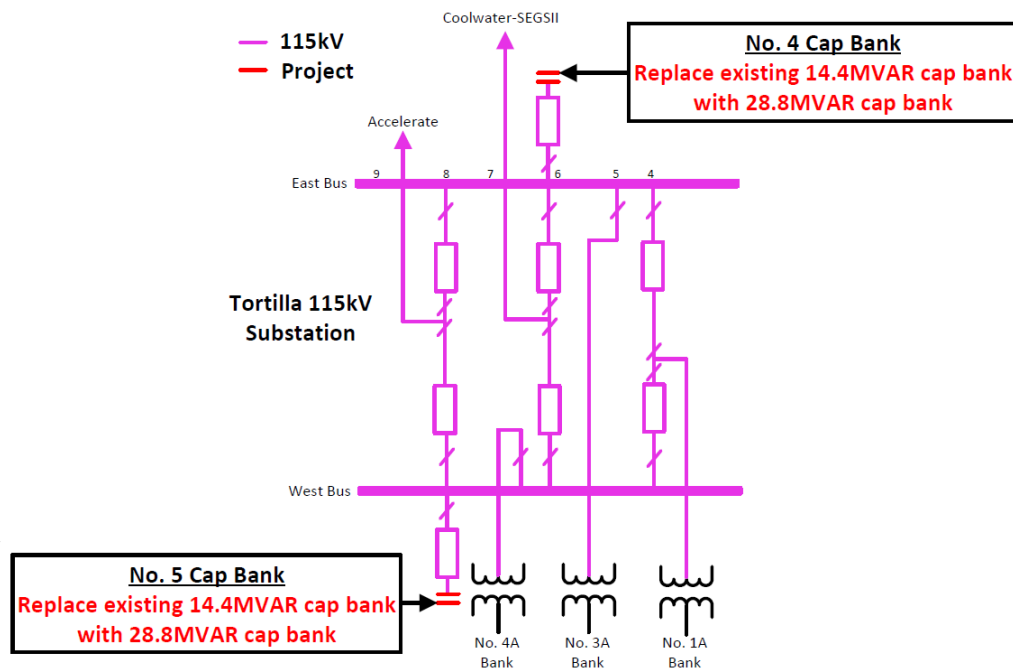 Coolwater-SEGSII
115kV
Project
No. 4 Cap Bank
Replace existing 14.4MVAR cap bank
with 28.8MVAR cap bank
Accelerate
East Bus
9 8 7 6 5 4
Tortilla 115kV
Substation
West Bus
No. 5 Cap Bank
Replace existing 14.4MVAR cap bank
with 28.8MVAR cap bank
No. 4A
Bank
No. 3A
Bank
No. 1A
Bank